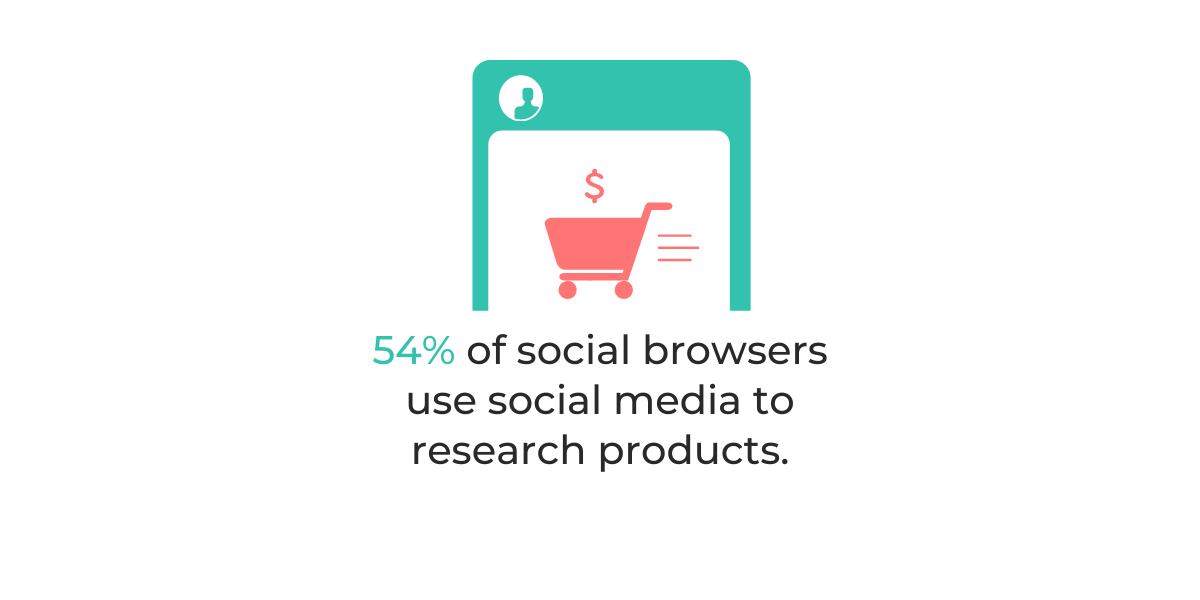 $
54% of social browsers
use social media to
research products.